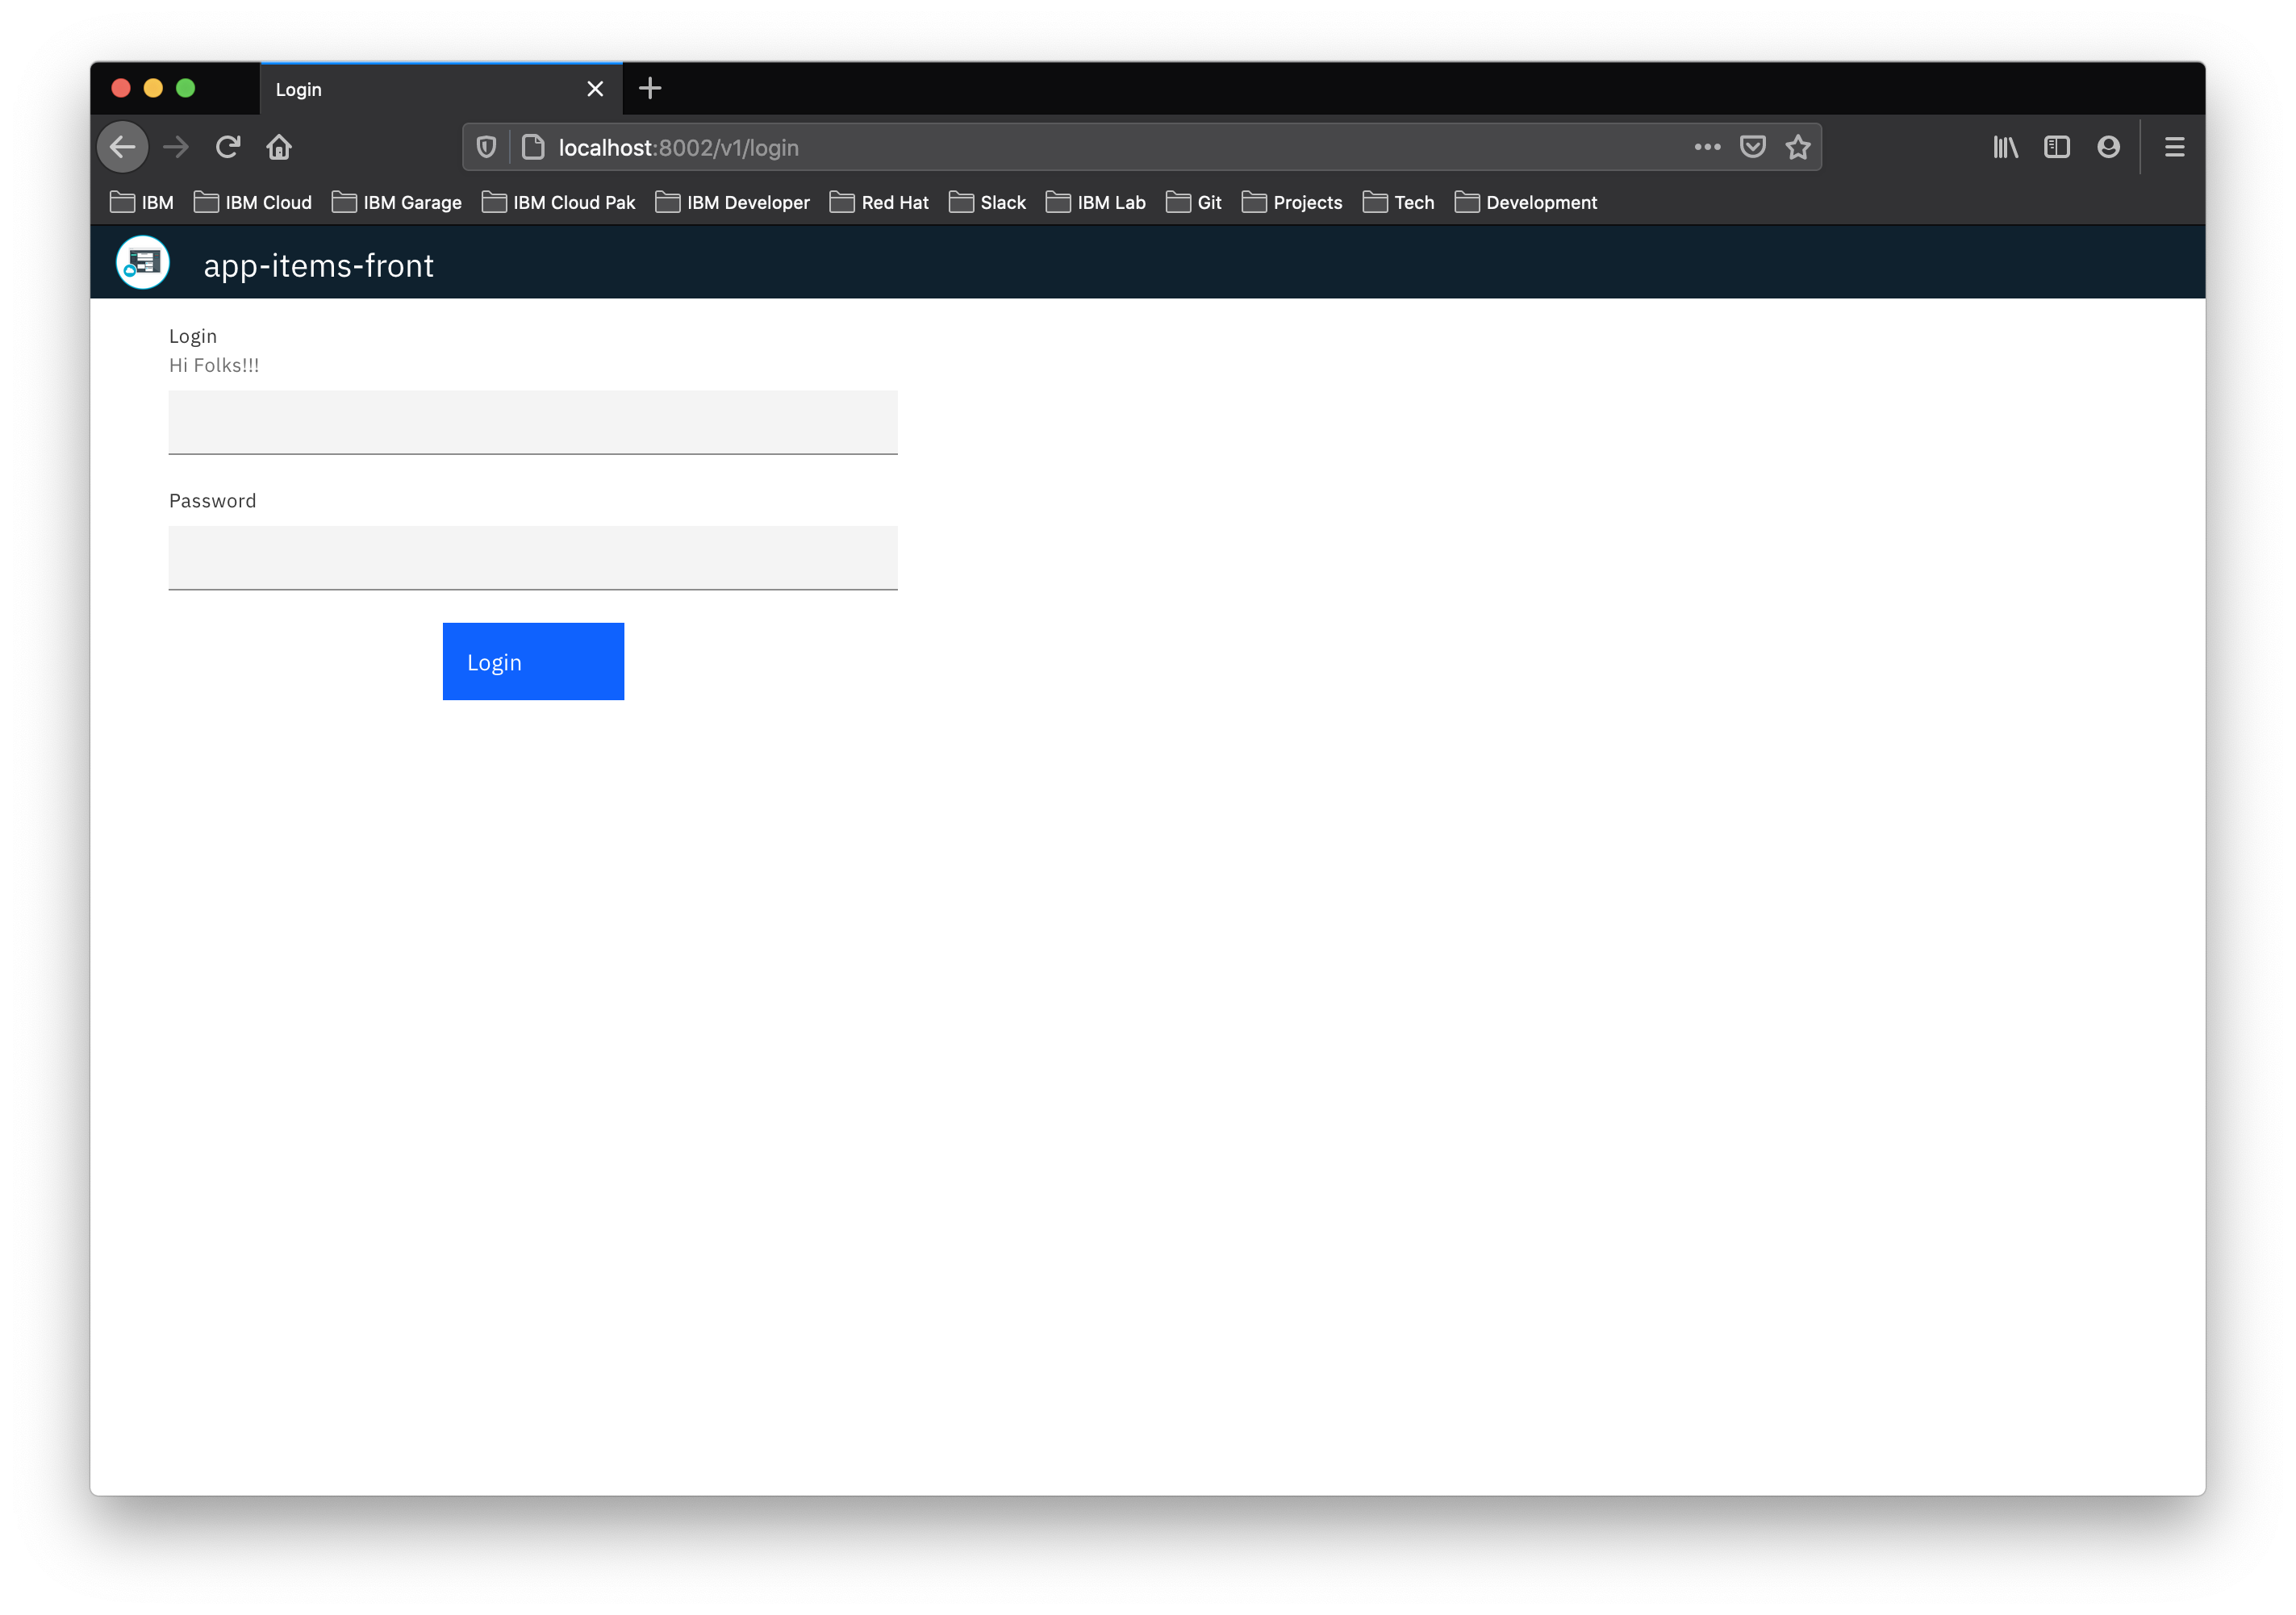 Login
localhost:8002/v1/login
IBM IBM Cloud IBM Garage IBM Cloud Pak IBM Developer Red Hat Slack IBM Lab Git Projects Tech Development
app-items-front
Login
Hi Folks!!!
Password
Login